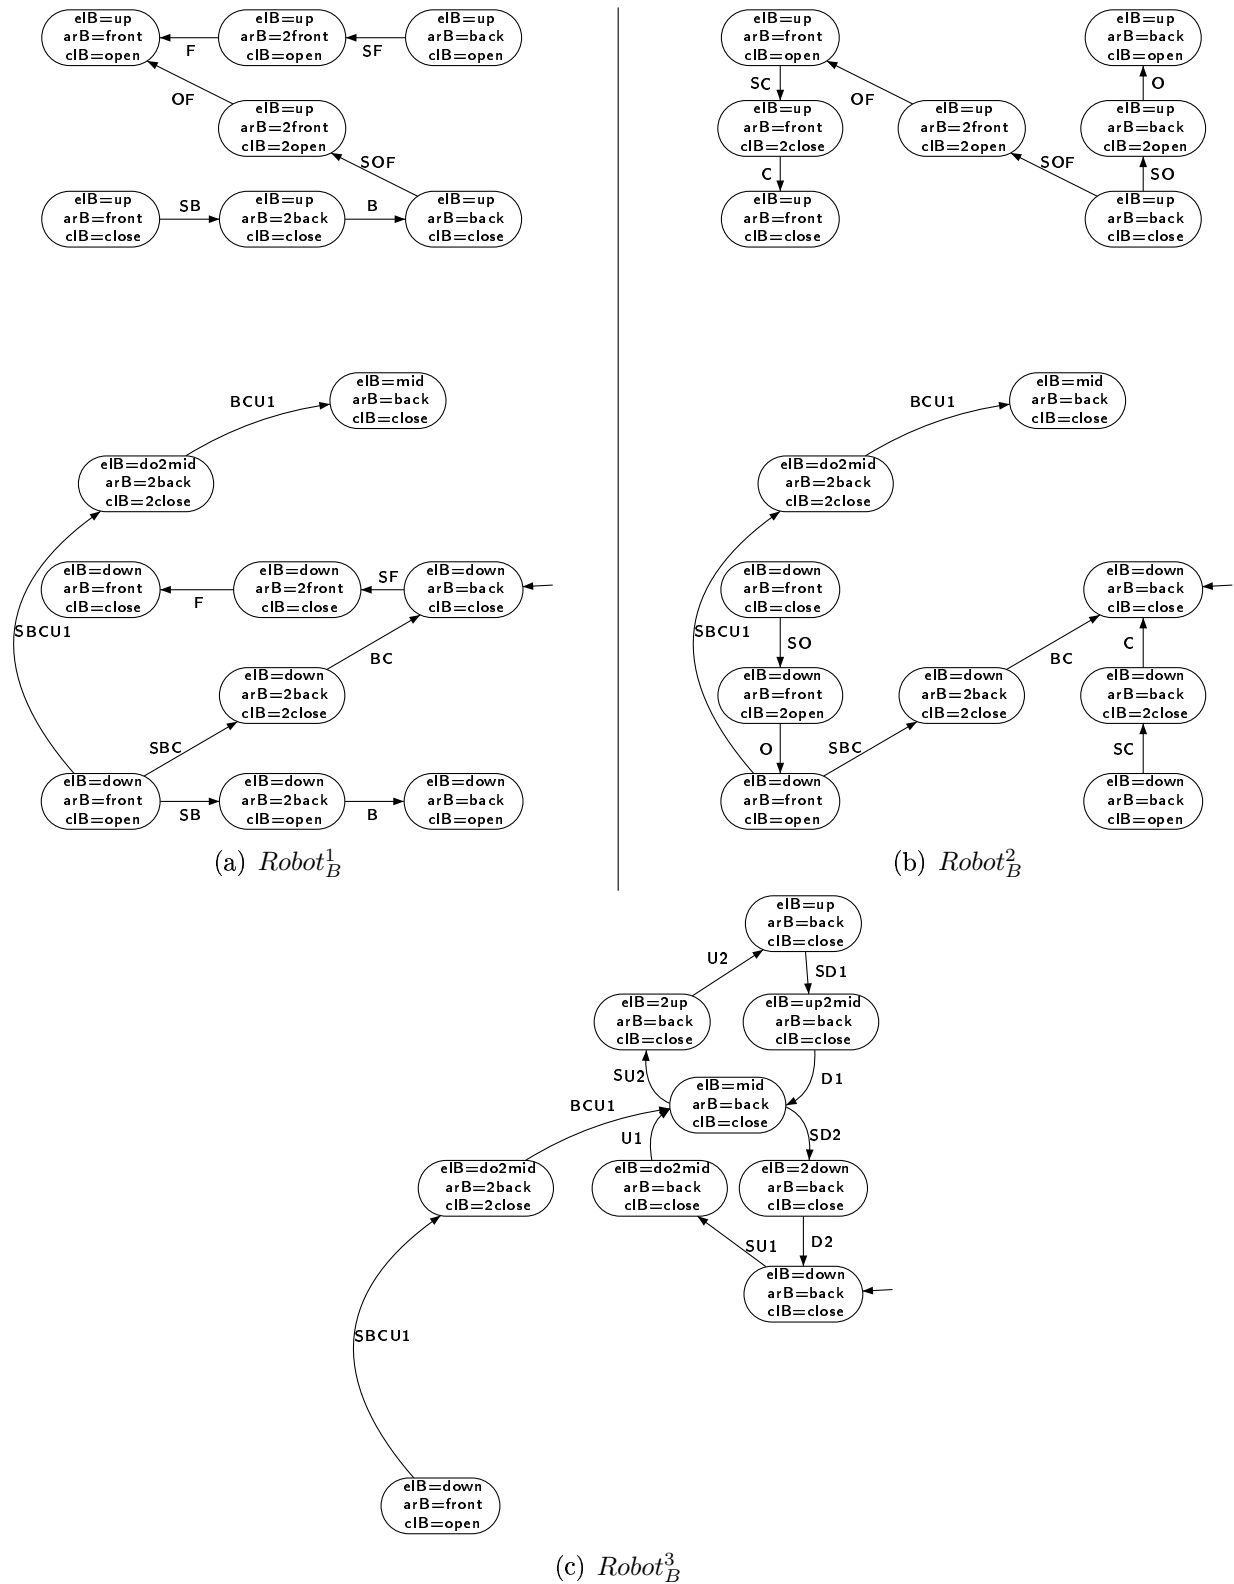 elB=up
arB=front
clB=open
F
elB=up
arB=2front
clB=open
SF
elB=up
arB=back
clB=open
OF
elB=up
arB=2front
clB=2open
SOF
elB=up
arB=front
clB=close
SB
elB=up
arB=2back
clB=close
B
elB=up
arB=back
clB=close
elB=mid
arB=back
clB=close
BCU1
elB=do2mid
arB=2back
clB=2close
SBCU1
elB=down
arB=front
clB=close
F
elB=down
arB=2front
clB=close
SF
elB=down
arB=back
clB=close
BC
elB=down
arB=2back
clB=2close
SBC
elB=down
arB=front
clB=open
SB
elB=down
arB=2back
clB=open
B
elB=down
arB=back
clB=open
(a) Robot¹_B
elB=up
arB=front
clB=open
SC
elB=up
arB=front
clB=2close
C
elB=up
arB=front
clB=close
OF
elB=up
arB=2front
clB=2open
SOF
elB=up
arB=back
clB=open
O
elB=up
arB=back
clB=2open
SO
elB=up
arB=back
clB=close
elB=mid
arB=back
clB=close
BCU1
elB=do2mid
arB=2back
clB=2close
SBCU1
elB=down
arB=front
clB=close
SO
elB=down
arB=front
clB=2open
O
elB=down
arB=front
clB=open
SBC
elB=down
arB=2back
clB=2close
BC
elB=down
arB=back
clB=close
C
elB=down
arB=back
clB=2close
SC
elB=down
arB=back
clB=open
(b) Robot²_B
elB=up
arB=back
clB=close
U2
SD1
elB=2up
arB=back
clB=close
elB=up2mid
arB=back
clB=close
SU2
D1
elB=mid
arB=back
clB=close
BCU1
U1
SD2
elB=do2mid
arB=2back
clB=2close
elB=do2mid
arB=back
clB=close
elB=2down
arB=back
clB=close
SU1
D2
elB=down
arB=back
clB=close
SBCU1
elB=down
arB=front
clB=open
(c) Robot³_B